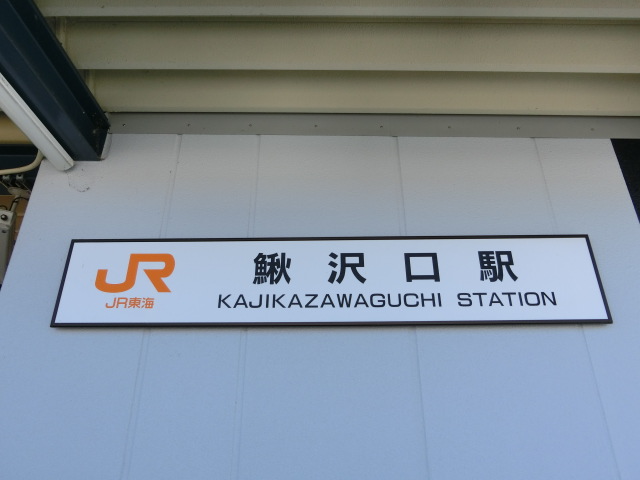 JR
JR東海
鰍沢口駅
KAJIKAZAWAGUCHI STATION